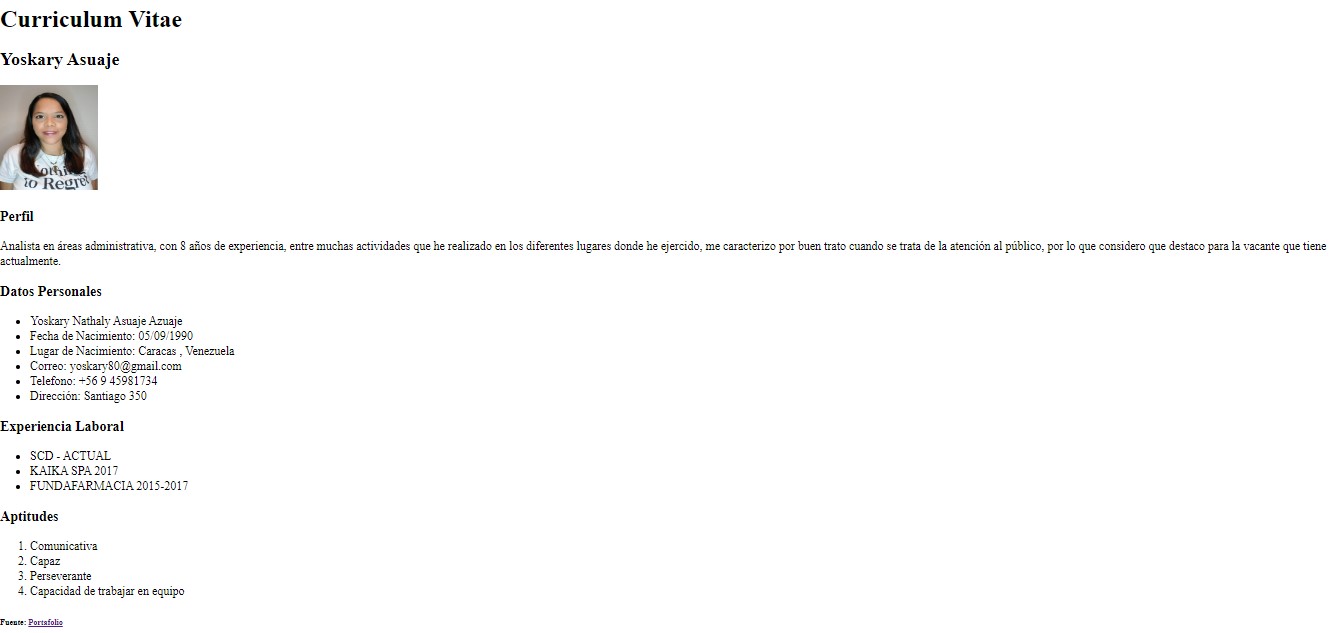 Curriculum Vitae
Yoskary Asuaje
to Regret
Perfil
Analista en áreas administrativa, con 8 años de experiencia, entre muchas actividades que he realizado en los diferentes lugares donde he ejercido, me caracterizo por buen trato cuando se trata de la atención al público, por lo que considero que destaco para la vacante que tiene
actualmente.
Datos Personales
Yoskary Nathaly Asuaje Azuaje
Fecha de Nacimiento: 05/09/1990
Lugar de Nacimiento: Caracas , Venezuela
Correo: yoskary80@gmail.com
Telefono: +56 9 45981734
Dirección: Santiago 350
Experiencia Laboral
SCD - ACTUAL
KAIKA SPA 2017
FUNDAFARMACIA 2015-2017
Aptitudes
1. Comunicativa
2. Capaz
3. Perseverante
4. Capacidad de trabajar en equipo
Fuente: Portafolio